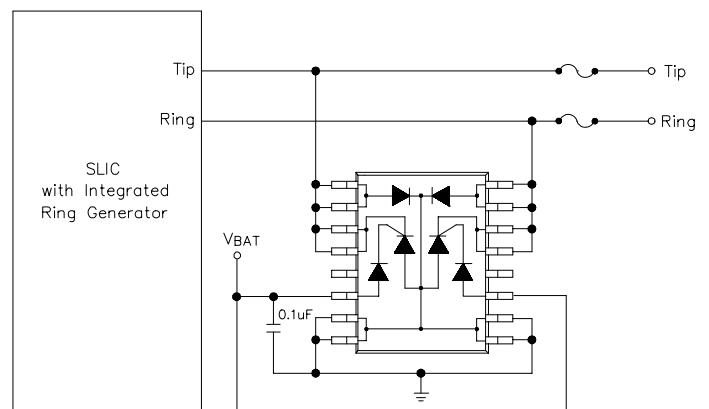 Tip
Tip
Ring
Ring
SLIC
with Integrated
Ring Generator
VBAT
0.1uF